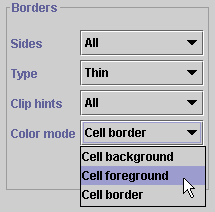 Borders
Sides All
Type Thin
Clip hints All
Color mode Cell border
Cell background
Cell foreground
Cell border